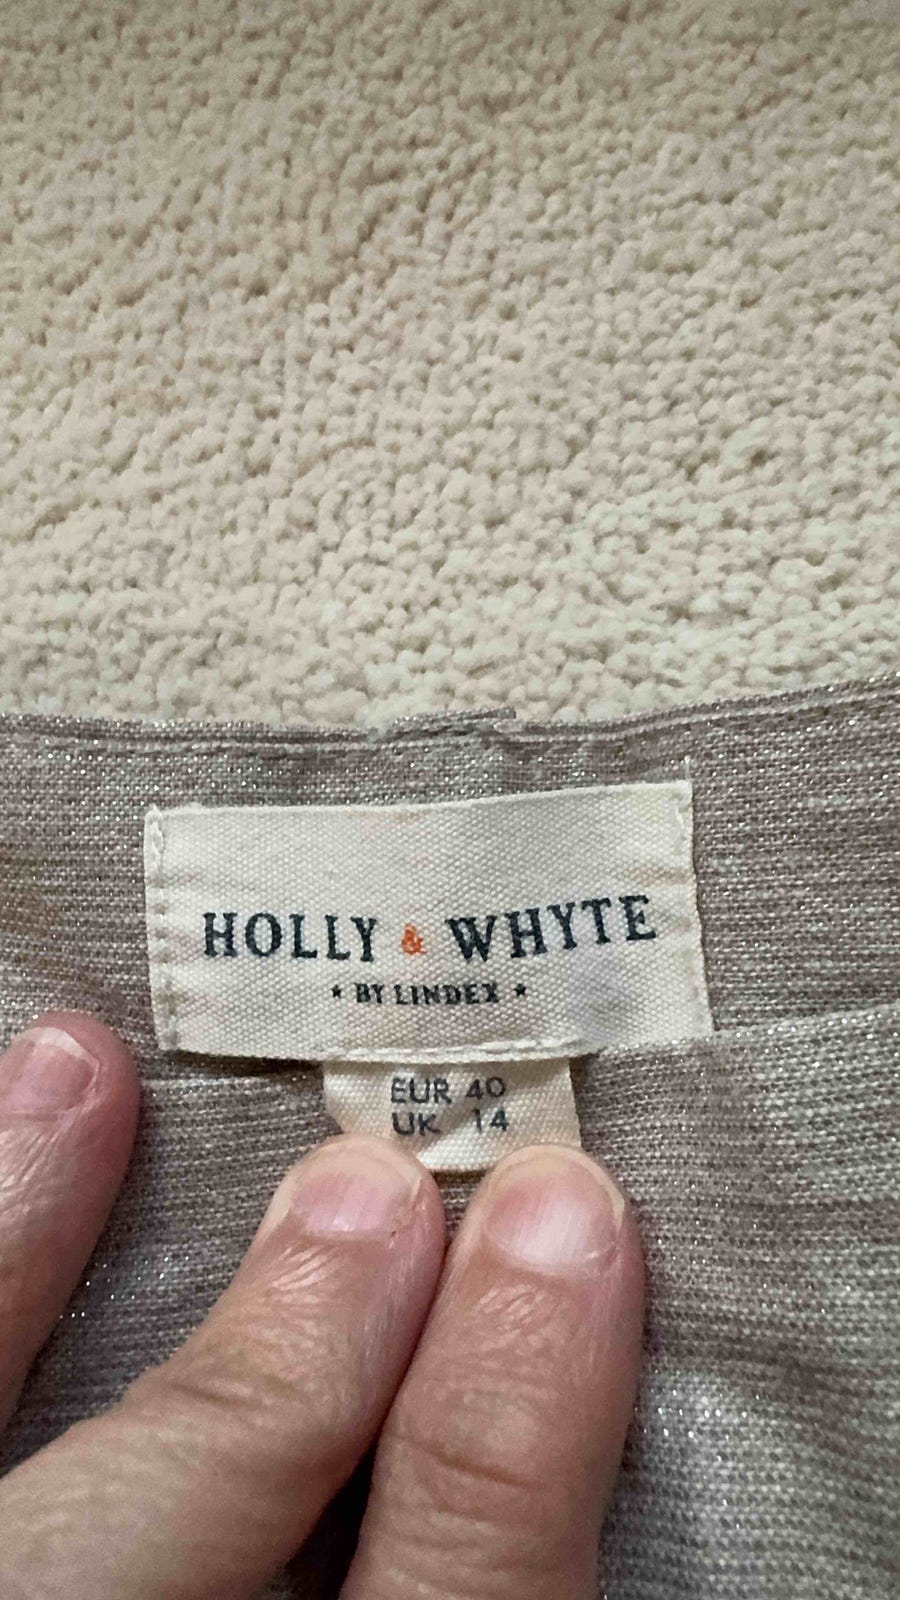 HOLLY & WHYTE
★ BY LINDEX ★
EUR 40
UK 14